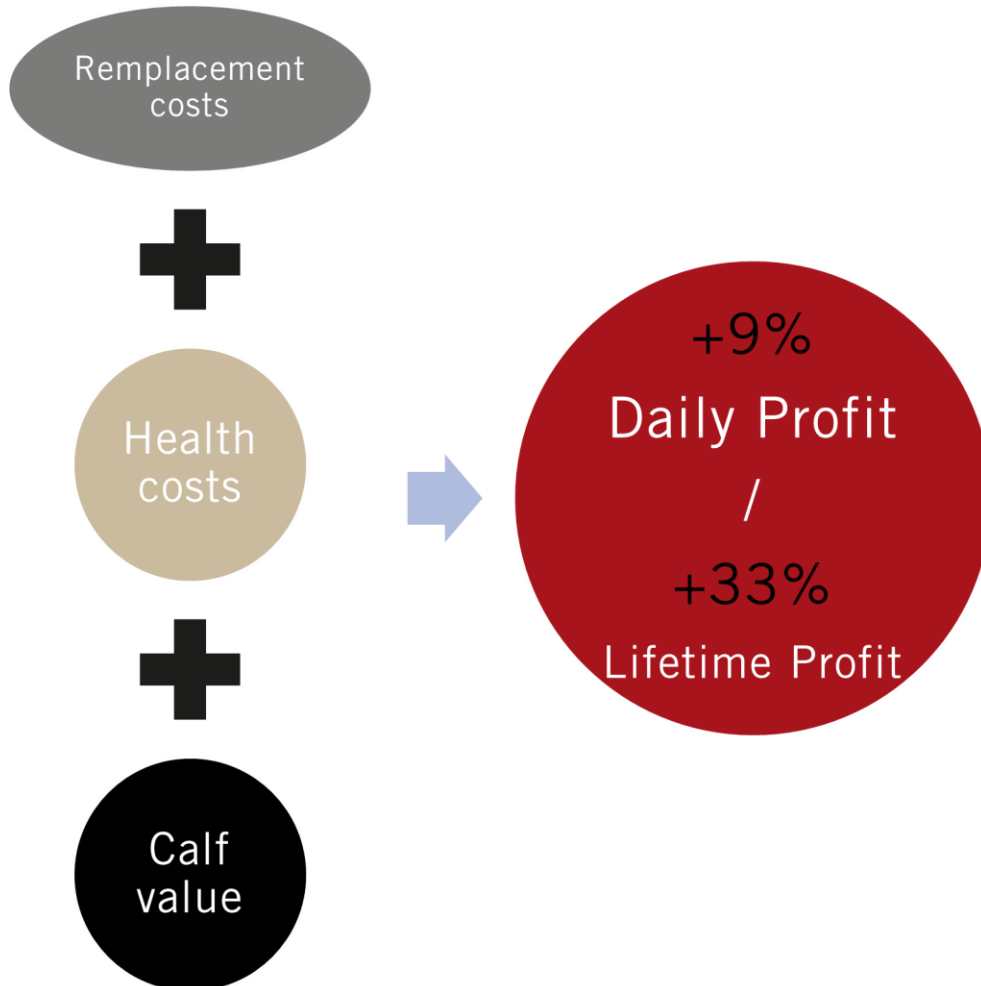 Remplacement
costs
Health
costs
Calf
value
+9%
Daily Profit
/
+33%
Lifetime Profit